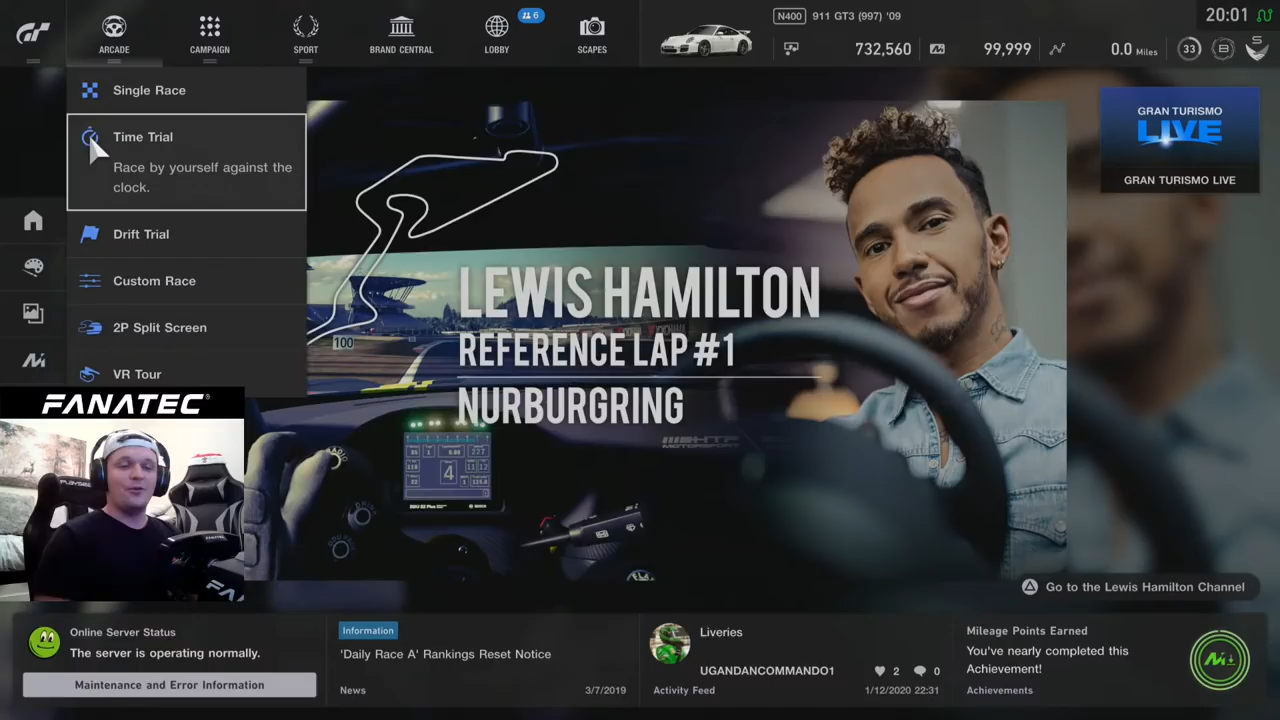 ARCADE
CAMPAIGN
SPORT
BRAND CENTRAL
6
LOBBY
SCAPES
N400 911 GT3 (997) '09
732,560
99,999
0.0 Miles
20:01
33
B
S
Single Race
Time Trial
Race by yourself against the
clock.
Drift Trial
Custom Race
2P Split Screen
VR Tour
100
LEWIS HAMILTON
REFERENCE LAP #1
NURBURGRING
4
GRAN TURISMO
LIVE
GRAN TURISMO LIVE
FANATEC
Go to the Lewis Hamilton Channel
Online Server Status
The server is operating normally.
Maintenance and Error Information
Information
'Daily Race A' Rankings Reset Notice
News 3/7/2019
Liveries
UGANDANCOMMANDO1 2 0
Activity Feed 1/12/2020 22:31
Mileage Points Earned
You've nearly completed this
Achievement!
Achievements